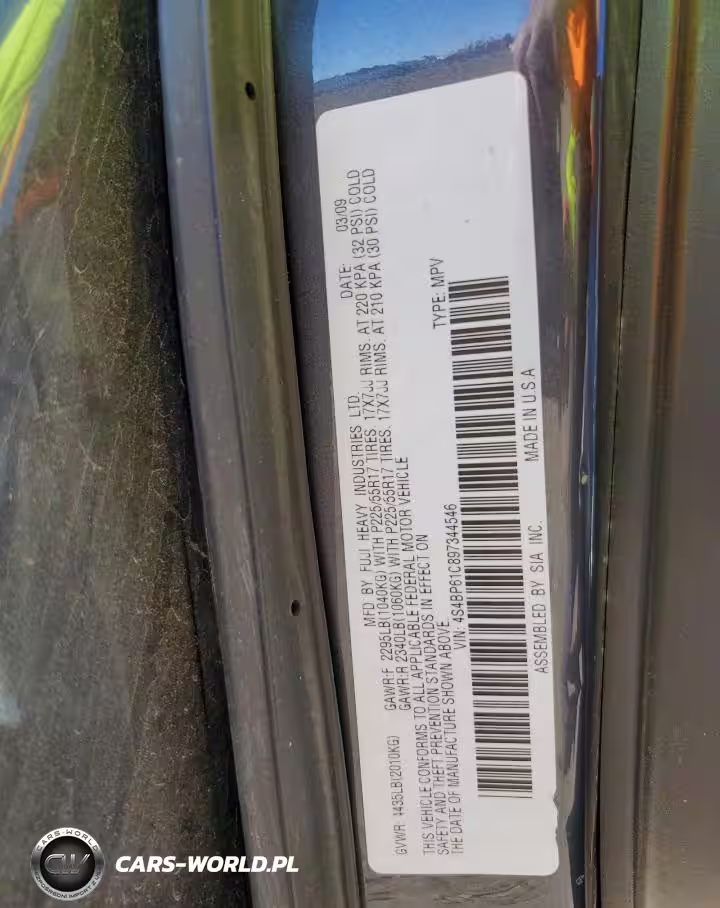 MFD BY FUJI HEAVY INDUSTRIES LTD. DATE: 03/09
GAWR:F 2295LB(1040KG) WITH P225/55R17 TIRES, 17X7JJ RIMS. AT 220 KPA (32 PSI) COLD
GVWR: 4435LB(2010KG) GAWR:R 2340LB(1060KG) WITH P225/55R17 TIRES, 17X7JJ RIMS. AT 210 KPA (30 PSI) COLD
THIS VEHICLE CONFORMS TO ALL APPLICABLE FEDERAL MOTOR VEHICLE
SAFETY AND THEFT PREVENTION STANDARDS IN EFFECT ON
THE DATE OF MANUFACTURE SHOWN ABOVE.
VIN: 4S4BP61C897344546 TYPE: MPV
ASSEMBLED BY SIA INC. MADE IN U.S.A
CARS-WORLD
CW
CARS-WORLD.PL